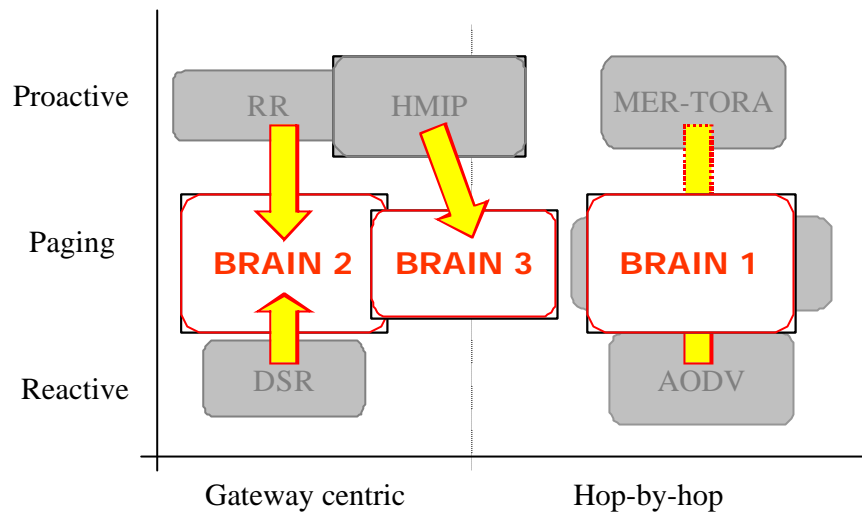 Proactive
RR
HMIP
MER-TORA
Paging
BRAIN 2
BRAIN 3
BRAIN 1
Reactive
DSR
AODV
Gateway centric
Hop-by-hop